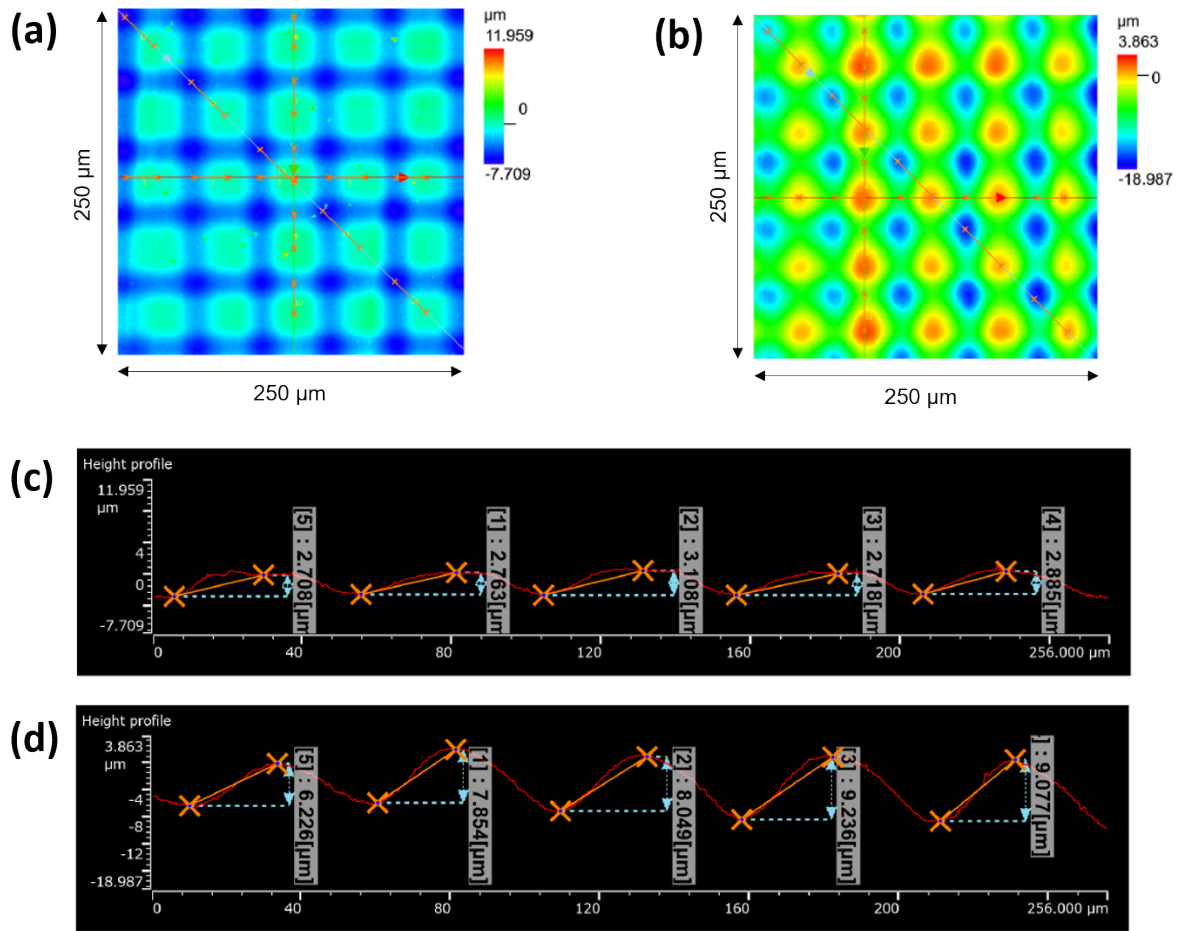 (a)
250 µm
250 µm
µm
11.959
0
-7.709
(b)
250 µm
250 µm
µm
3.863
0
-18.987
(c)
Height profile
11.959
µm
4
0
-7.709
[5] : 2.708[µm
[1] : 2.763[µm
[2] : 3.108[µm
[3] : 2.718[µm
[4] : 2.885[µm
0
40
80
120
160
200
256.000 µm
(d)
Height profile
3.863
µm
-4
-8
-12
-18.987
[5] : 6.226[µm
[1] : 7.854[µm
[2] : 8.049[µm
[3] : 9.236[µm
] : 9.077[µm]
0
40
80
120
160
200
256.000 µm